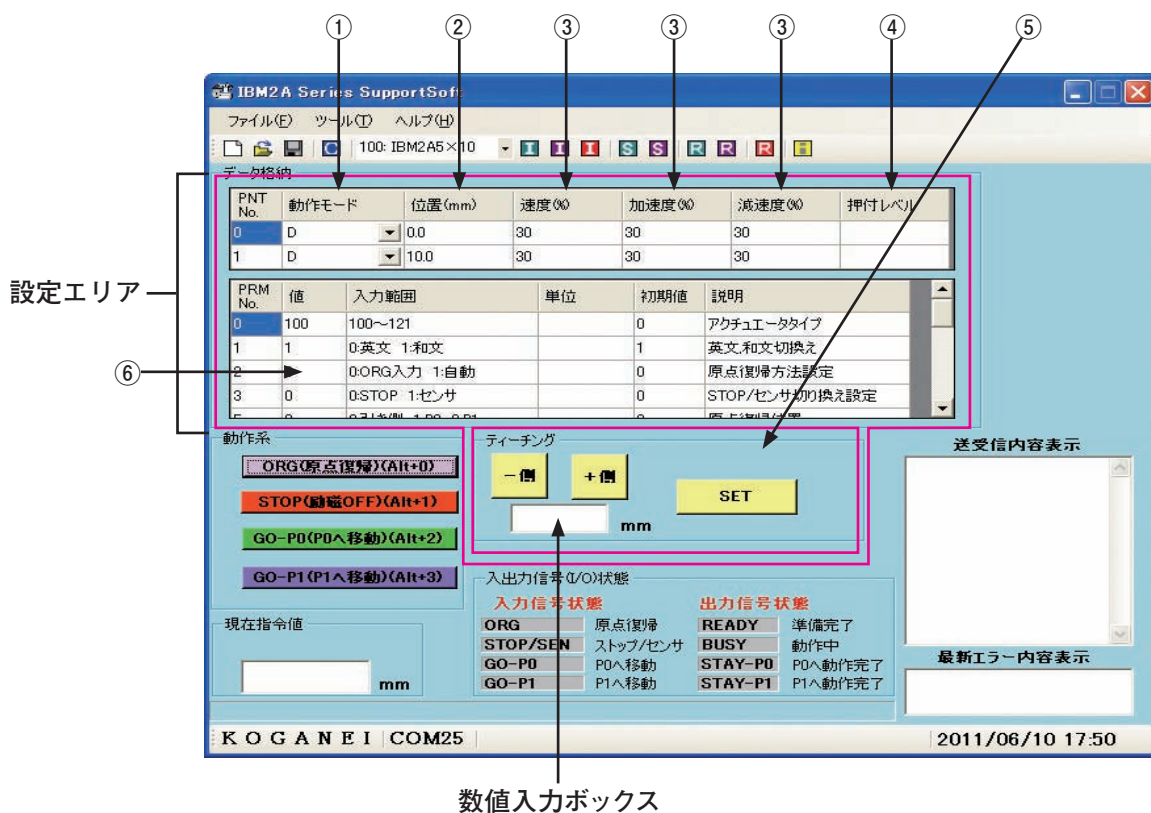 ① ② ③ ③ ③ ④ ⑤
IBM2A Series SupportSoft
ファイル(F) ツール(T) ヘルプ(H)
100: IBM2A5×10 I I I S S R R R i
データ格納
PNT No. 動作モード 位置(mm) 速度(%) 加速度(%) 減速度(%) 押付レベル
0 D 0.0 30 30 30
1 D 10.0 30 30 30
設定エリア
PRM No. 値 入力範囲 単位 初期値 説明
0 100 100～121 0 アクチュエータタイプ
1 1 0:英文 1:和文 1 英文,和文切換え
⑥
2 0:ORG入力 1:自動 0 原点復帰方法設定
3 0 0:STOP 1:センサ 0 STOP/センサ切り換え設定
動作系
ORG(原点復帰)(Alt+0)
STOP(励磁OFF)(Alt+1)
GO-P0(P0へ移動)(Alt+2)
GO-P1(P1へ移動)(Alt+3)
ティーチング
－側 ＋側 SET
mm
送受信内容表示
現在指令値
mm
入出力信号(I/O)状態
入力信号状態 出力信号状態
ORG 原点復帰 READY 準備完了
STOP/SEN ストップ/センサ BUSY 動作中
GO-P0 P0へ移動 STAY-P0 P0へ動作完了
GO-P1 P1へ移動 STAY-P1 P1へ動作完了
最新エラー内容表示
KOGANEI COM25 2011/06/10 17:50
数値入力ボックス